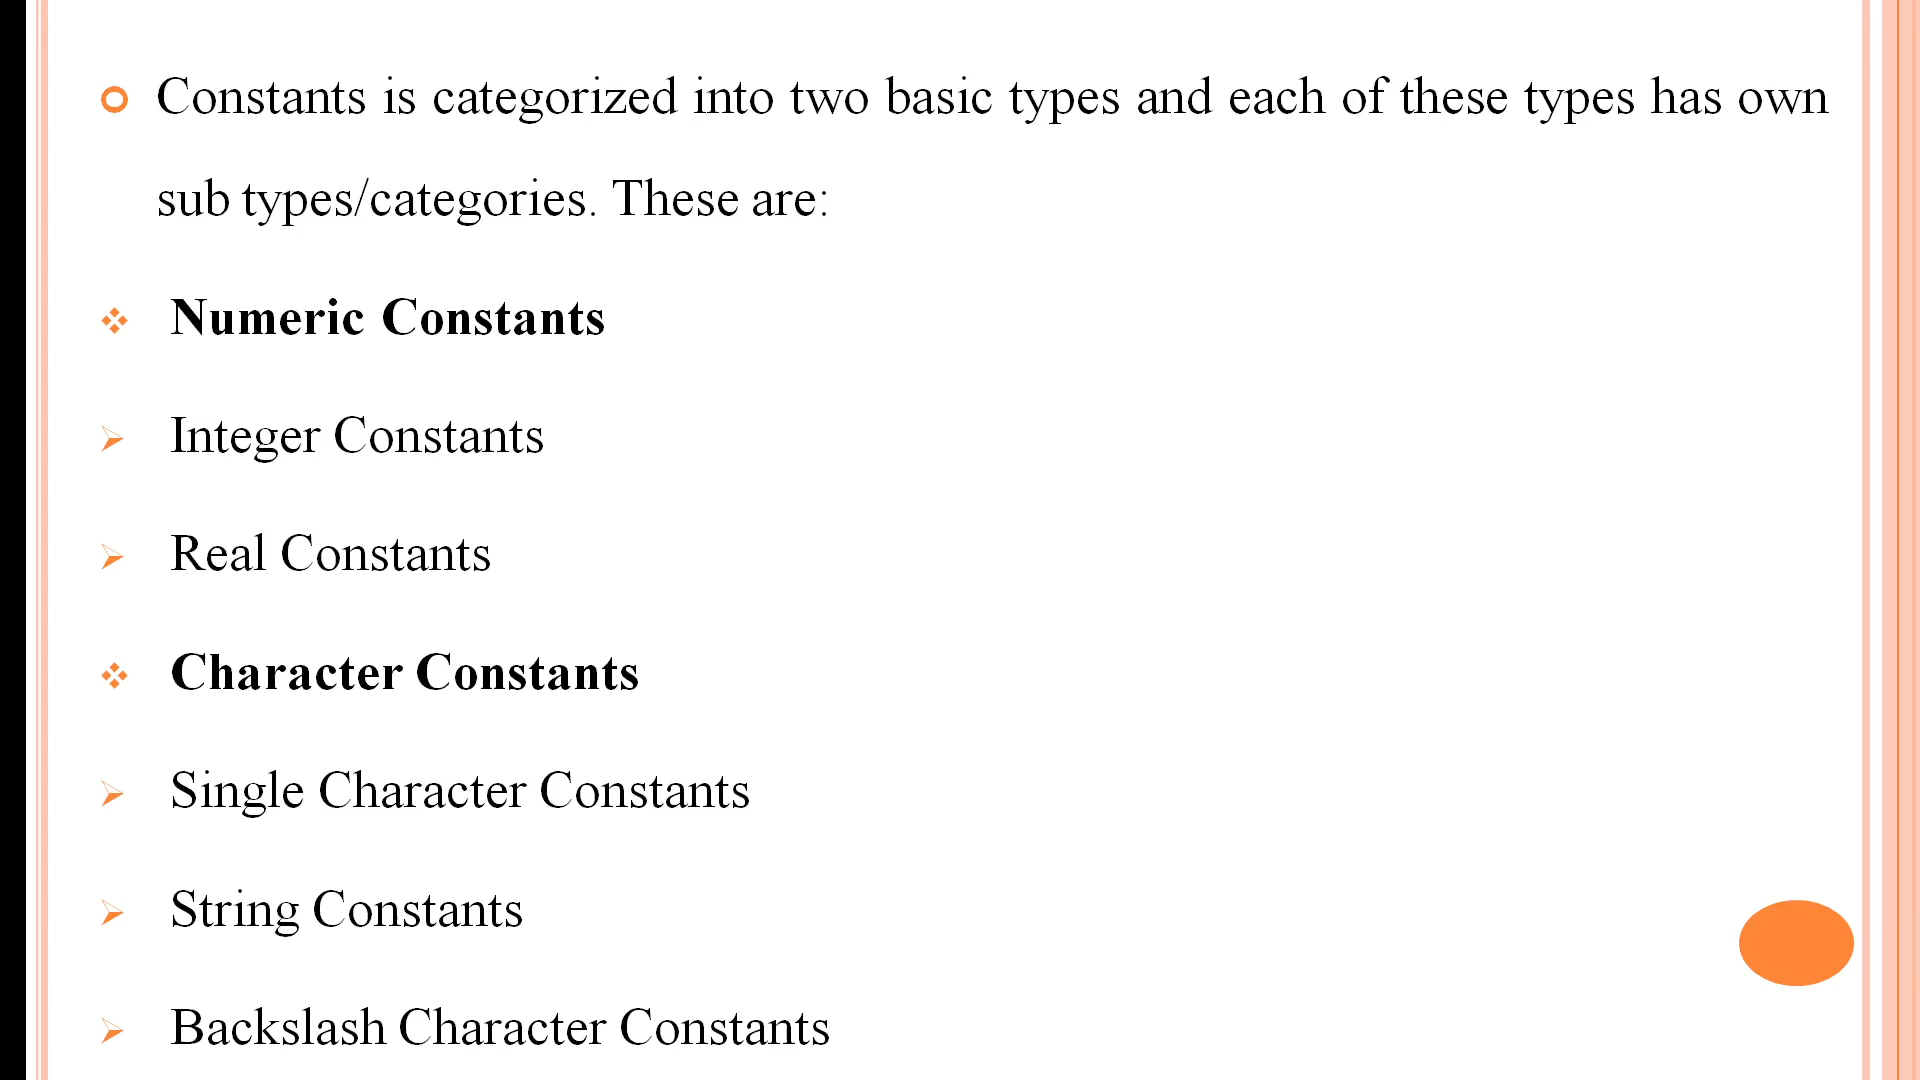 Constants is categorized into two basic types and each of these types has own
sub types/categories. These are:
Numeric Constants
Integer Constants
Real Constants
Character Constants
Single Character Constants
String Constants
Backslash Character Constants